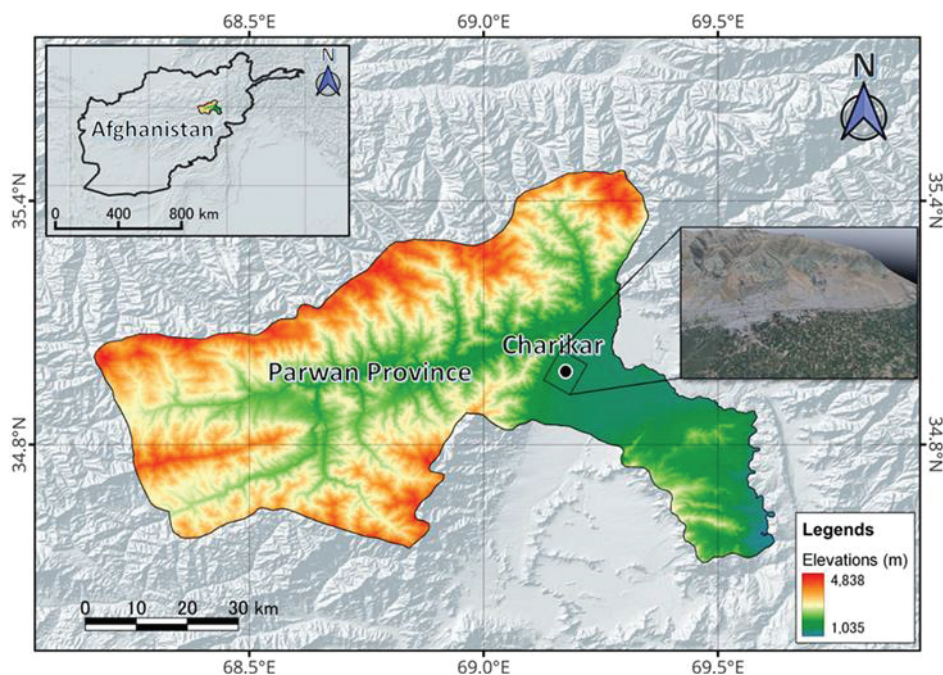 68.5°E 69.0°E 69.5°E
N
N
Afghanistan
0 400 800 km
35.4°N 35.4°N
Charikar
Parwan Province
34.8°N 34.8°N
Legends
Elevations (m)
4,838
1,035
0 10 20 30 km
68.5°E 69.0°E 69.5°E